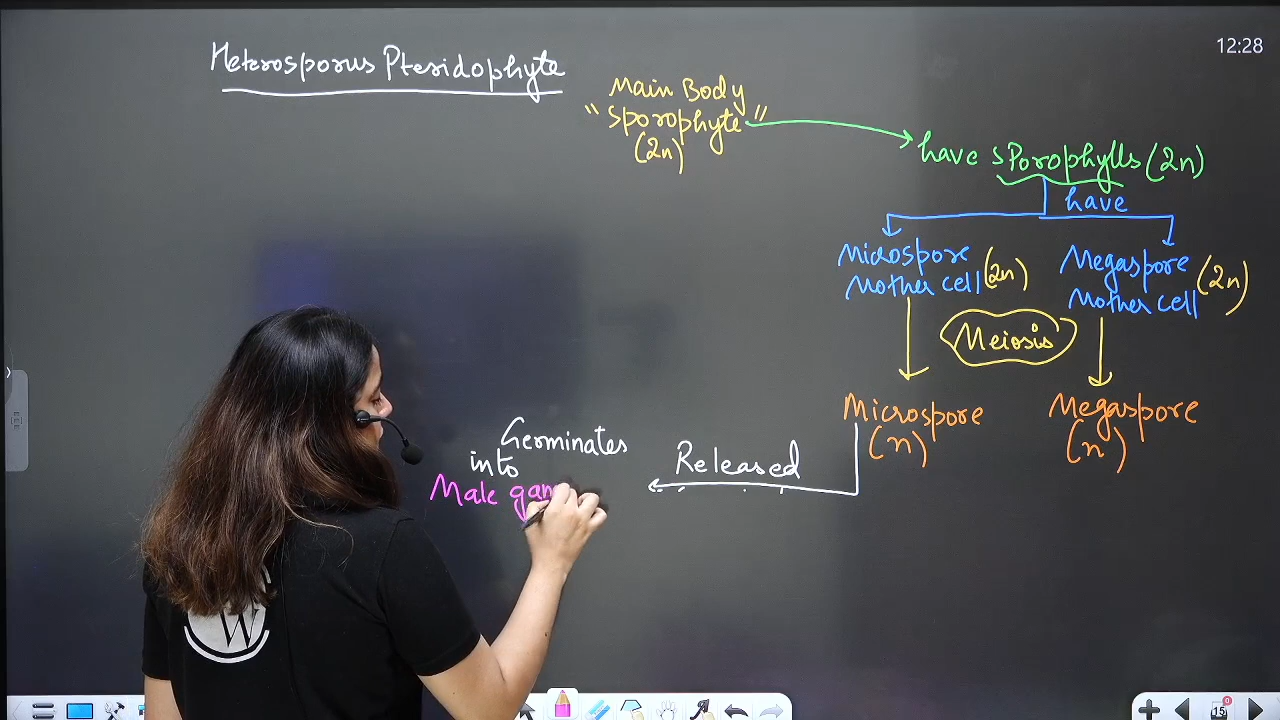 12:28
Heterosporus Pteridophyte
Main Body
"Sporophyte"
(2n)
have sporophylls (2n)
have
Microspore
Mother cell (2n)
Megaspore
Mother cell (2n)
Meiosis
Microspore
(n)
Megaspore
(n)
Released
Germinates
into
Male gam
W
15